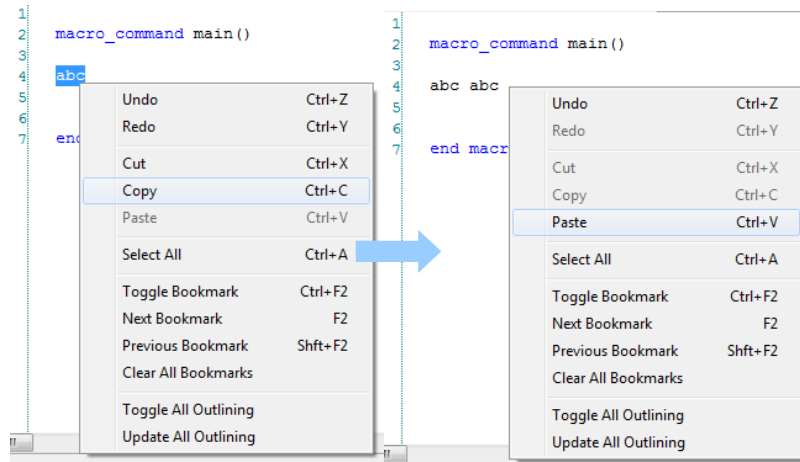 1
2 macro_command main()
3
4 abc
5
6
7 end
Undo Ctrl+Z
Redo Ctrl+Y
Cut Ctrl+X
Copy Ctrl+C
Paste Ctrl+V
Select All Ctrl+A
Toggle Bookmark Ctrl+F2
Next Bookmark F2
Previous Bookmark Shft+F2
Clear All Bookmarks
Toggle All Outlining
Update All Outlining
1
2 macro_command main()
3
4 abc abc
5
6
7 end macr
Undo Ctrl+Z
Redo Ctrl+Y
Cut Ctrl+X
Copy Ctrl+C
Paste Ctrl+V
Select All Ctrl+A
Toggle Bookmark Ctrl+F2
Next Bookmark F2
Previous Bookmark Shft+F2
Clear All Bookmarks
Toggle All Outlining
Update All Outlining